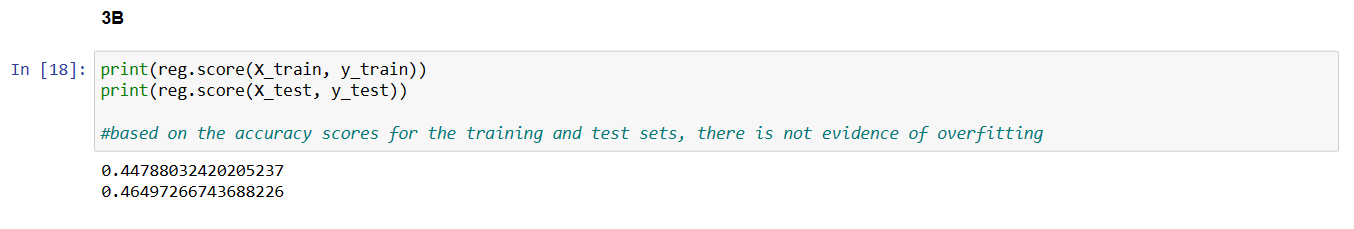 3B
In [18]: print(reg.score(X_train, y_train))
print(reg.score(X_test, y_test))
#based on the accuracy scores for the training and test sets, there is not evidence of overfitting
0.44788032420205237
0.46497266743688226